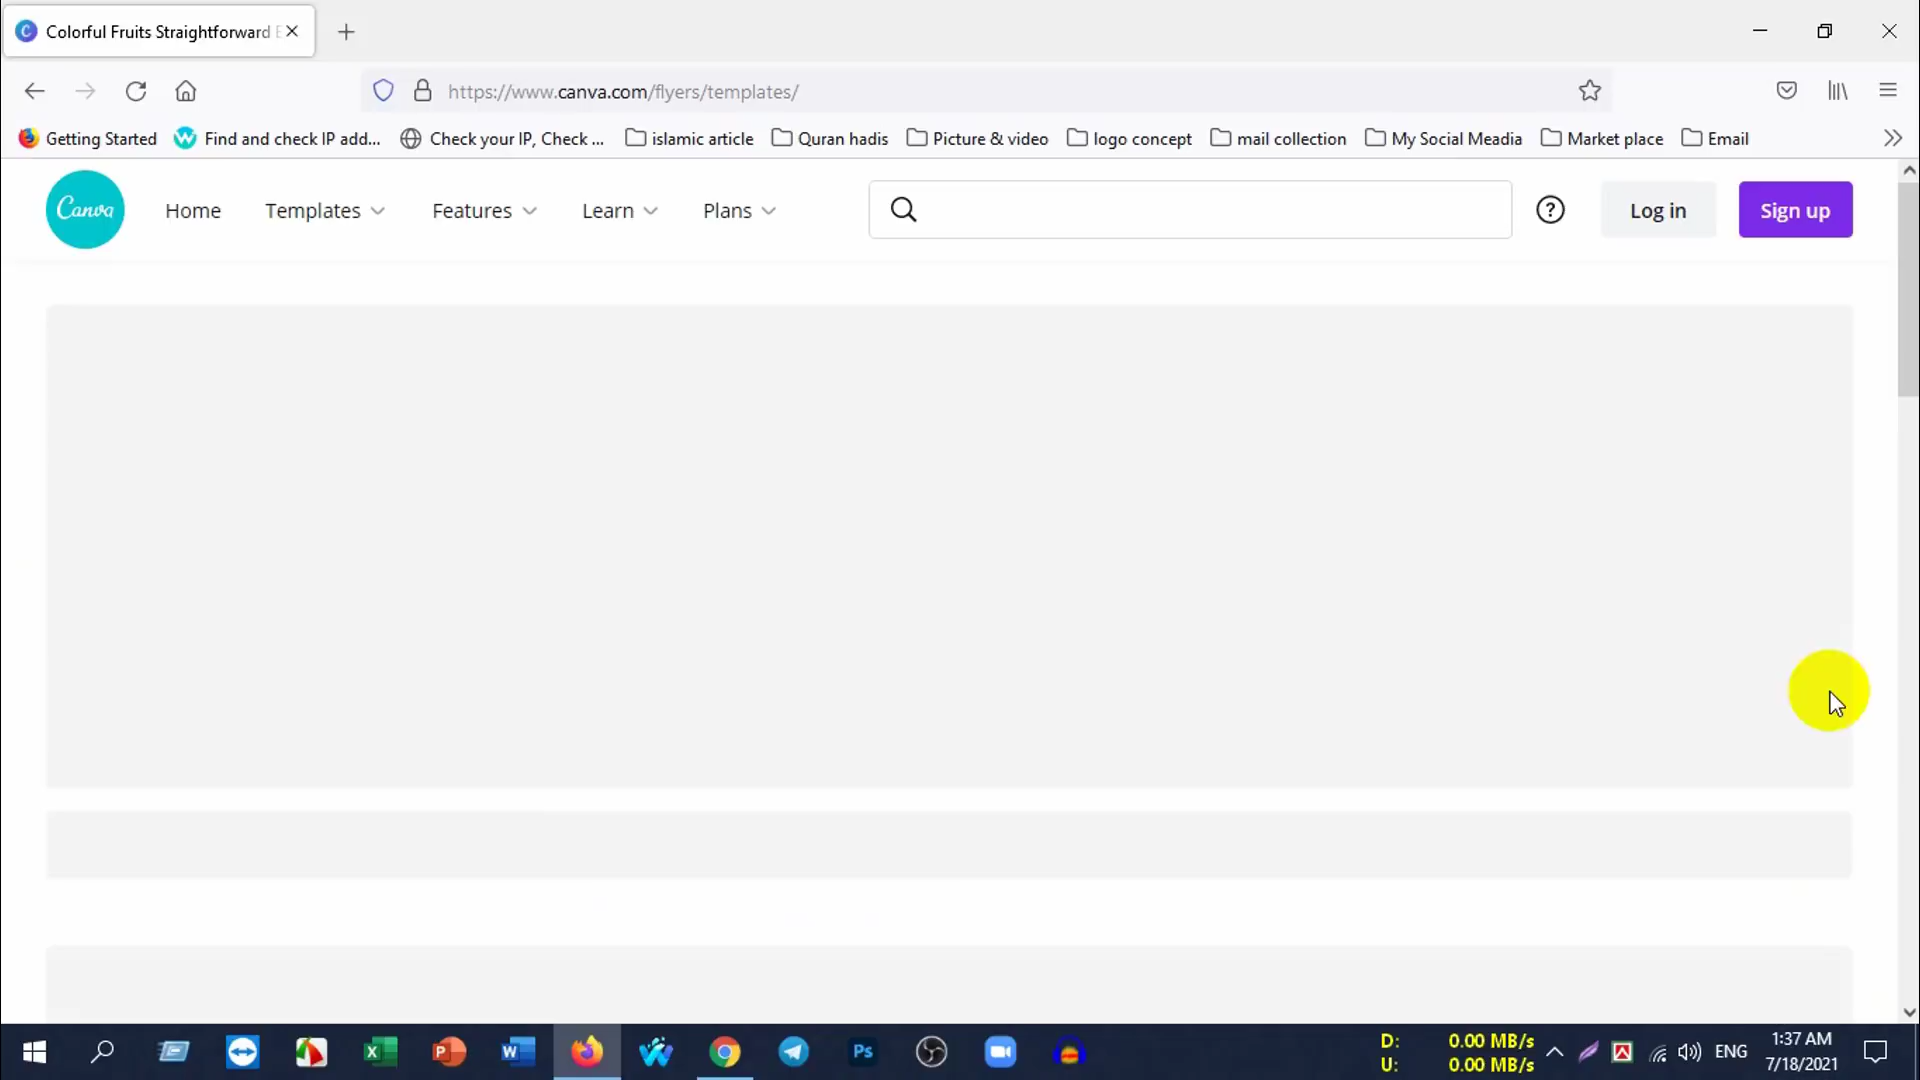 Colorful Fruits Straightforward
https://www.canva.com/flyers/templates/
Getting Started
Find and check IP add...
Check your IP, Check ...
islamic article
Quran hadis
Picture & video
logo concept
mail collection
My Social Meadia
Market place
Email
Canva
Home
Templates
Features
Learn
Plans
Log in
Sign up
D: 0.00 MB/s
U: 0.00 MB/s
ENG
1:37 AM
7/18/2021